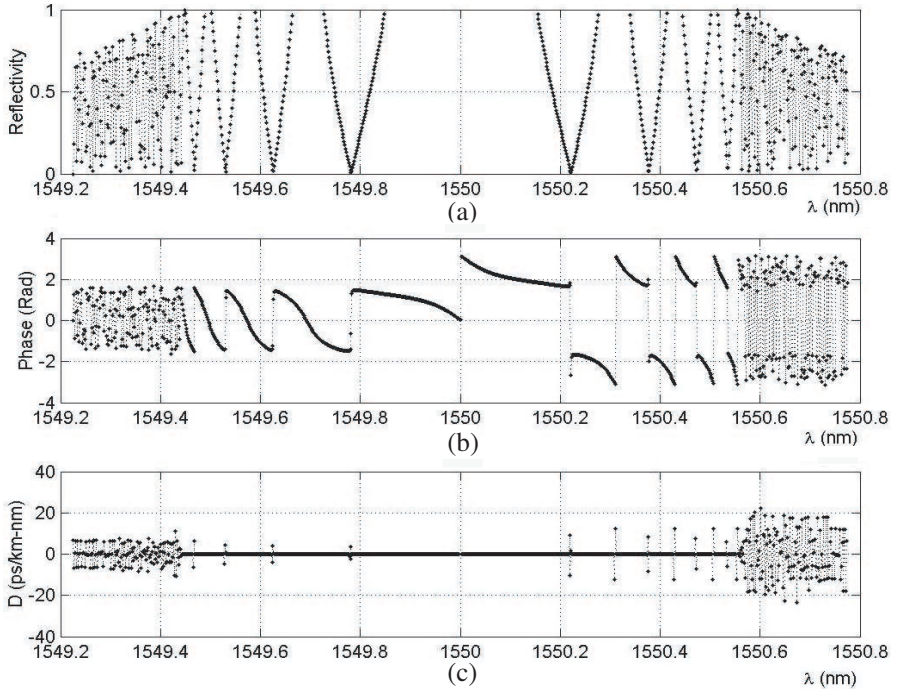 1
0.5
0
Reflectivity
1549.2 1549.4 1549.6 1549.8 1550 1550.2 1550.4 1550.6 1550.8
λ (nm)
(a)
4
2
0
-2
-4
Phase (Rad)
1549.2 1549.4 1549.6 1549.8 1550 1550.2 1550.4 1550.6 1550.8
λ (nm)
(b)
40
20
0
-20
-40
D (ps/km-nm)
1549.2 1549.4 1549.6 1549.8 1550 1550.2 1550.4 1550.6 1550.8
λ (nm)
(c)